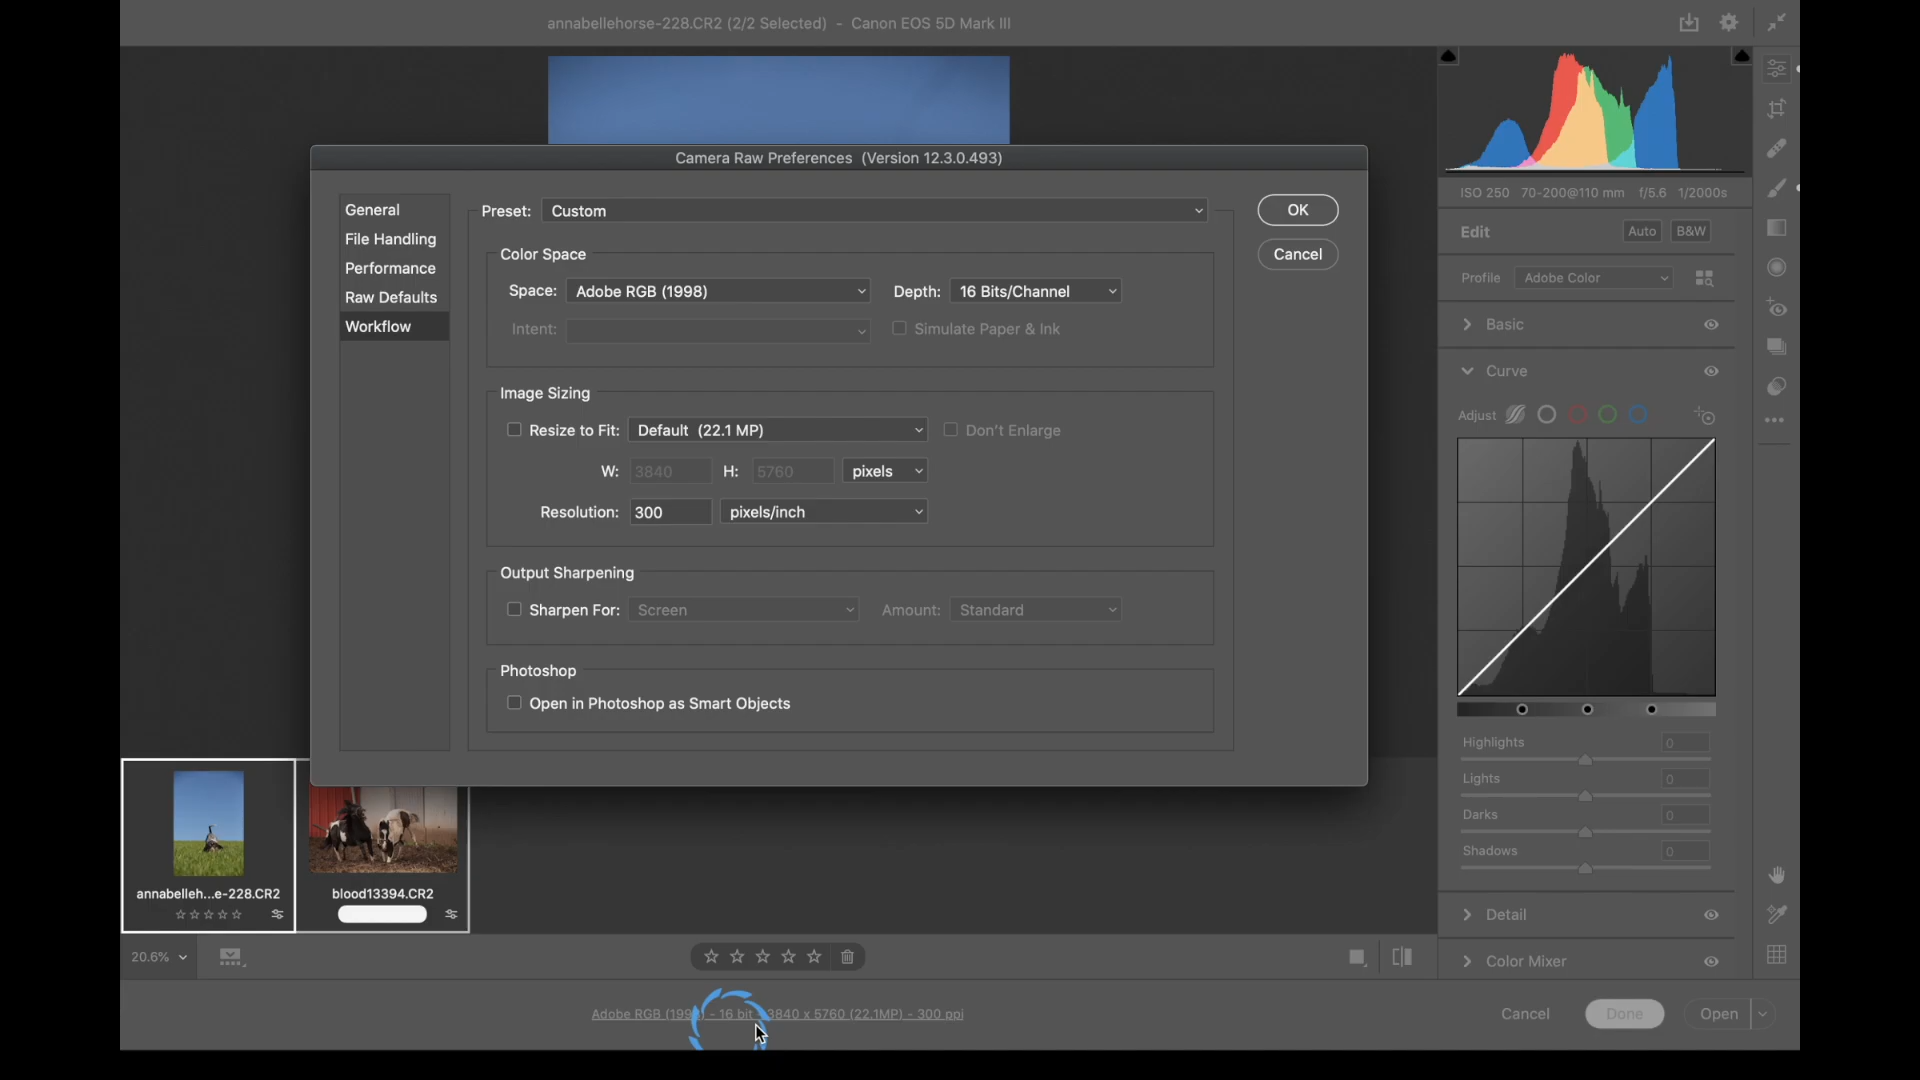 annabellehorse-228.CR2 (2/2 Selected) - Canon EOS 5D Mark III
Camera Raw Preferences (Version 12.3.0.493)
General
File Handling
Performance
Raw Defaults
Workflow
Preset: Custom
OK
Cancel
Color Space
Space: Adobe RGB (1998)
Depth: 16 Bits/Channel
Intent:
Simulate Paper & Ink
Image Sizing
Resize to Fit: Default (22.1 MP)
Don't Enlarge
W: 3840 H: 5760 pixels
Resolution: 300 pixels/inch
Output Sharpening
Sharpen For: Screen
Amount: Standard
Photoshop
Open in Photoshop as Smart Objects
ISO 250 70-200@110 mm f/5.6 1/2000s
Edit Auto B&W
Profile Adobe Color
Basic
Curve
Adjust
Highlights 0
Lights 0
Darks 0
Shadows 0
Detail
Color Mixer
annabelleh...e-228.CR2
blood13394.CR2
20.6%
Adobe RGB (199 ) - 16 bit 3840 x 5760 (22.1MP) - 300 ppi
Cancel Done Open